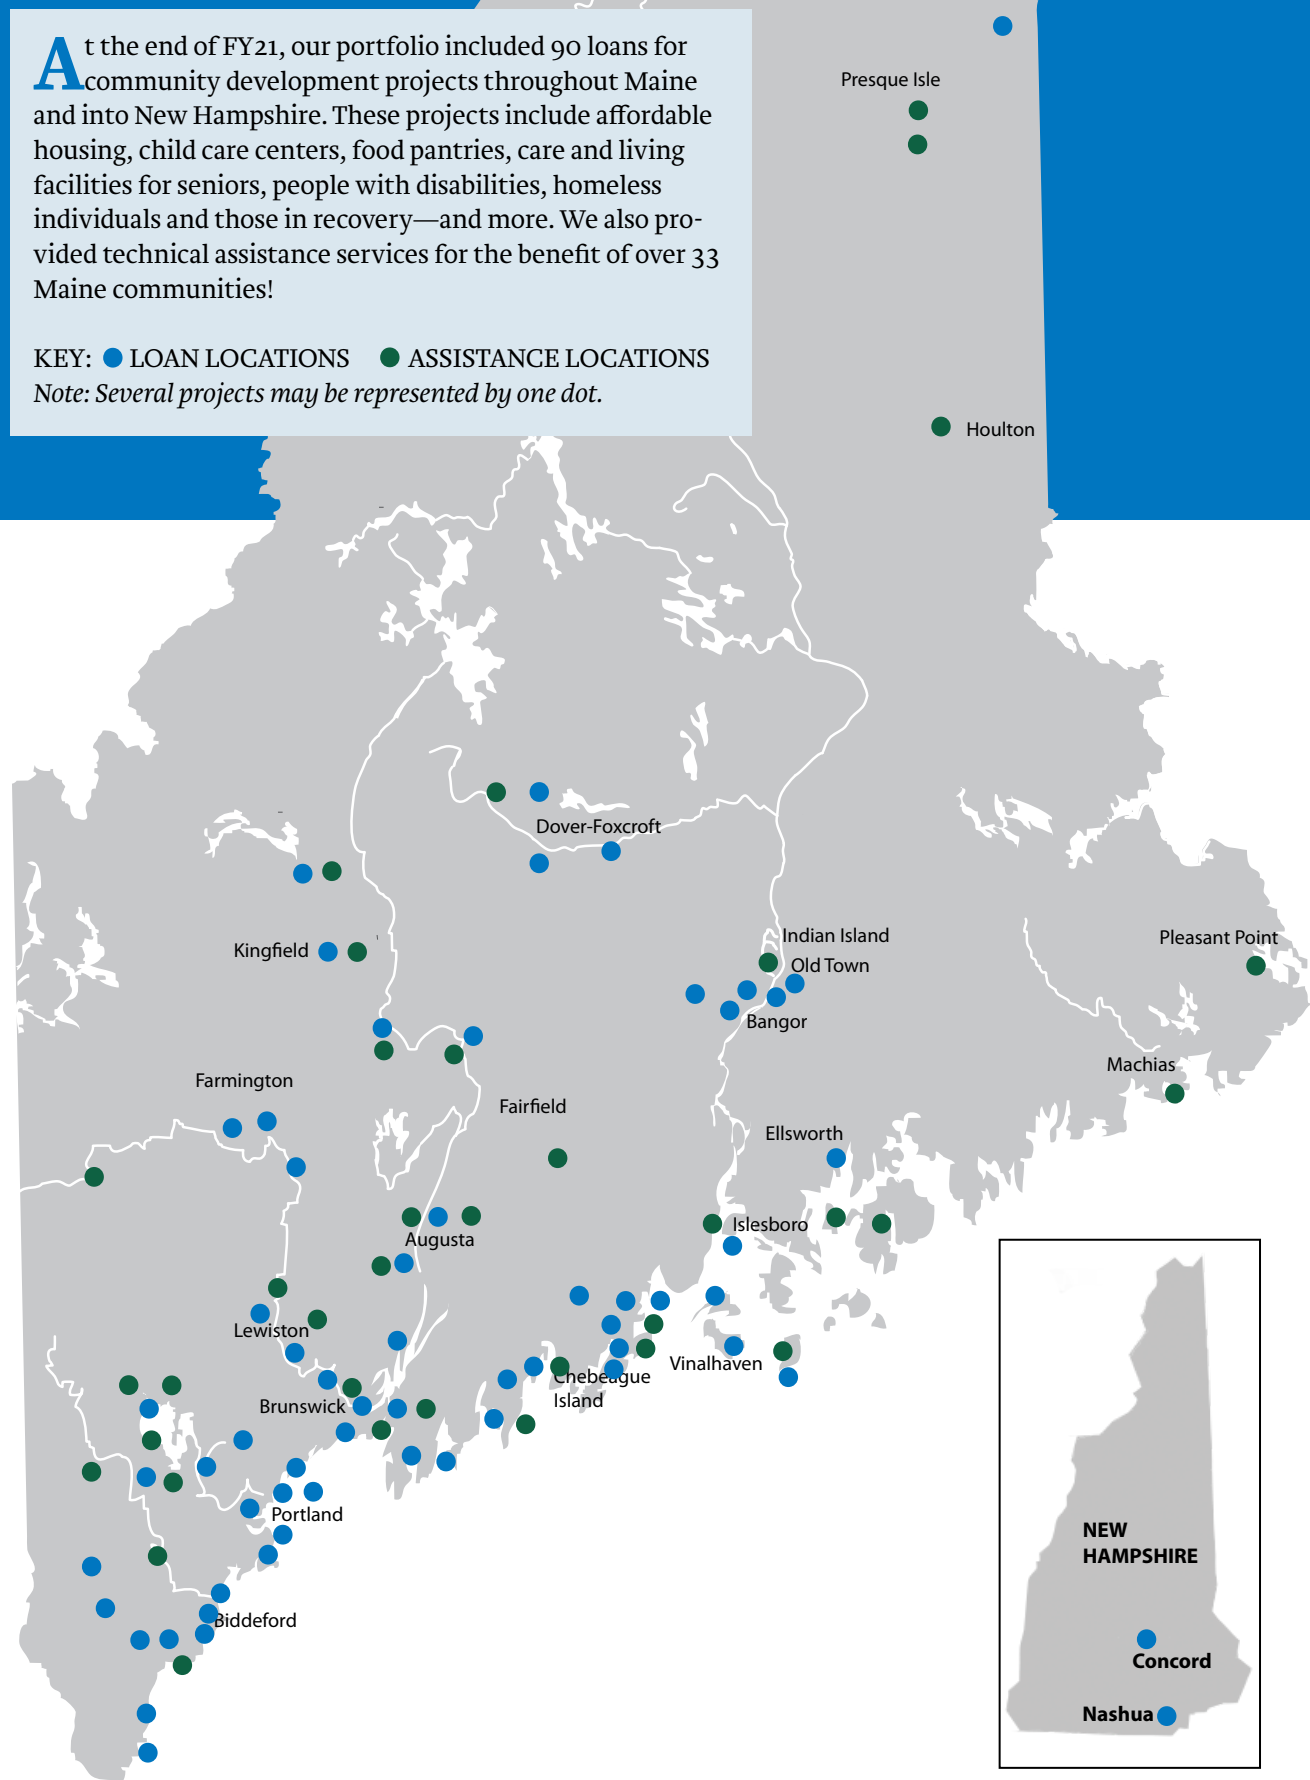 At the end of FY21, our portfolio included 90 loans for
community development projects throughout Maine
and into New Hampshire. These projects include affordable
housing, child care centers, food pantries, care and living
facilities for seniors, people with disabilities, homeless
individuals and those in recovery—and more. We also pro-
vided technical assistance services for the benefit of over 33
Maine communities!
KEY: LOAN LOCATIONS ASSISTANCE LOCATIONS
Note: Several projects may be represented by one dot.
Presque Isle
Houlton
Dover-Foxcroft
Kingfield
Indian Island
Old Town
Pleasant Point
Bangor
Machias
Farmington
Fairfield
Ellsworth
Islesboro
Augusta
Lewiston
Vinalhaven
Chebeague
Island
Brunswick
Portland
Biddeford
NEW
HAMPSHIRE
Concord
Nashua